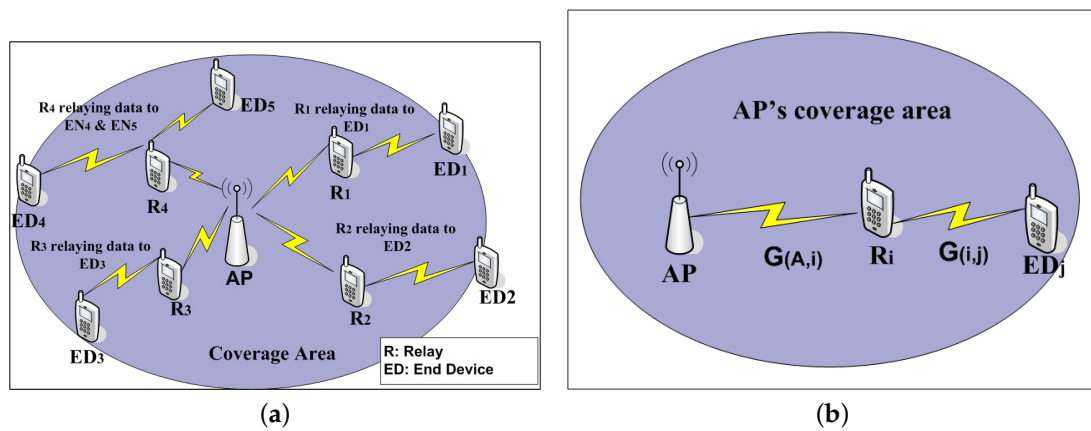 R4 relaying data to
EN4 & EN5
ED5
R1 relaying data to
ED1
ED1
R1
R4
ED4
R3 relaying data to
ED3
R2 relaying data to
ED2
AP
R3
R2
ED2
ED3
Coverage Area
R: Relay
ED: End Device
(a)
AP's coverage area
AP
G(A,i)
Ri
G(i,j)
EDj
(b)